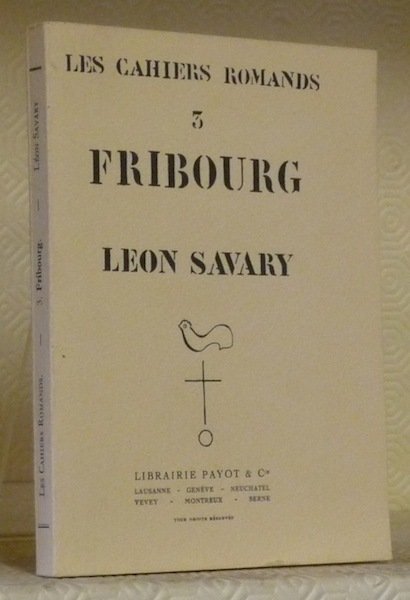 LES CAHIERS ROMANDS
3
FRIBOURG
LEON SAVARY
LIBRAIRIE PAYOT & Cie
LAUSANNE - GENÈVE - NEUCHATEL
VEVEY - MONTREUX - BERNE
TOUS DROITS RÉSERVÉS
LES CAHIERS ROMANDS. — 3. Fribourg. — LÉON SAVARY